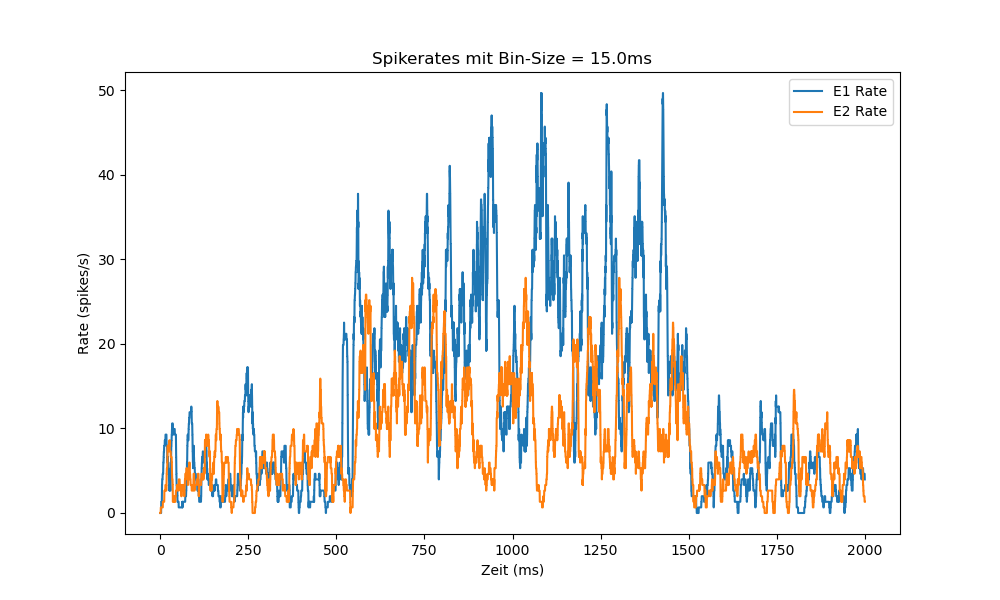 Spikerates mit Bin-Size = 15.0ms
E1 Rate
E2 Rate
50
40
30
20
10
0
Rate (spikes/s)
0 250 500 750 1000 1250 1500 1750 2000
Zeit (ms)